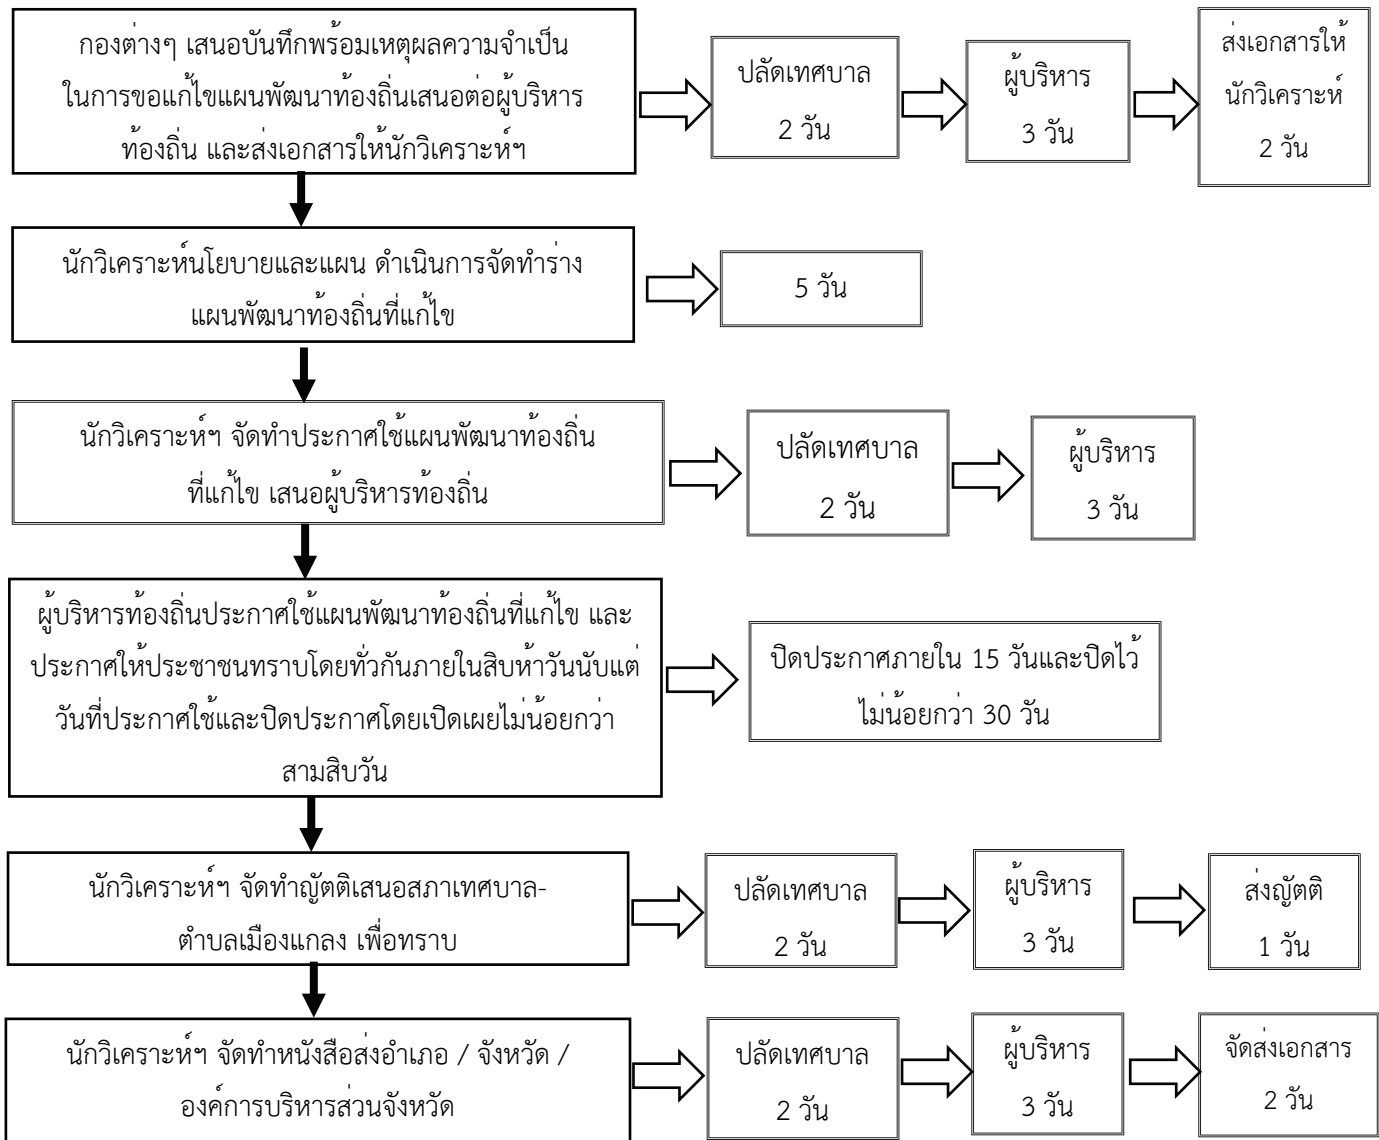 กองต่างๆ เสนอบันทึกพร้อมเหตุผลความจำเป็น
ในการขอแก้ไขแผนพัฒนาท้องถิ่นเสนอต่อผู้บริหาร
ท้องถิ่น และส่งเอกสารให้นักวิเคราะห์ฯ
ปลัดเทศบาล
2 วัน
ผู้บริหาร
3 วัน
ส่งเอกสารให้
นักวิเคราะห์
2 วัน
นักวิเคราะห์นโยบายและแผน ดำเนินการจัดทำร่าง
แผนพัฒนาท้องถิ่นที่แก้ไข
5 วัน
นักวิเคราะห์ฯ จัดทำประกาศใช้แผนพัฒนาท้องถิ่น
ที่แก้ไข เสนอผู้บริหารท้องถิ่น
ปลัดเทศบาล
2 วัน
ผู้บริหาร
3 วัน
ผู้บริหารท้องถิ่นประกาศใช้แผนพัฒนาท้องถิ่นที่แก้ไข และ
ประกาศให้ประชาชนทราบโดยทั่วกันภายในสิบห้าวันนับแต่
วันที่ประกาศใช้และปิดประกาศโดยเปิดเผยไม่น้อยกว่า
สามสิบวัน
ปิดประกาศภายใน 15 วันและปิดไว้
ไม่น้อยกว่า 30 วัน
นักวิเคราะห์ฯ จัดทำญัตติเสนอสภาเทศบาล-
ตำบลเมืองแกลง เพื่อทราบ
ปลัดเทศบาล
2 วัน
ผู้บริหาร
3 วัน
ส่งญัตติ
1 วัน
นักวิเคราะห์ฯ จัดทำหนังสือส่งอำเภอ / จังหวัด /
องค์การบริหารส่วนจังหวัด
ปลัดเทศบาล
2 วัน
ผู้บริหาร
3 วัน
จัดส่งเอกสาร
2 วัน